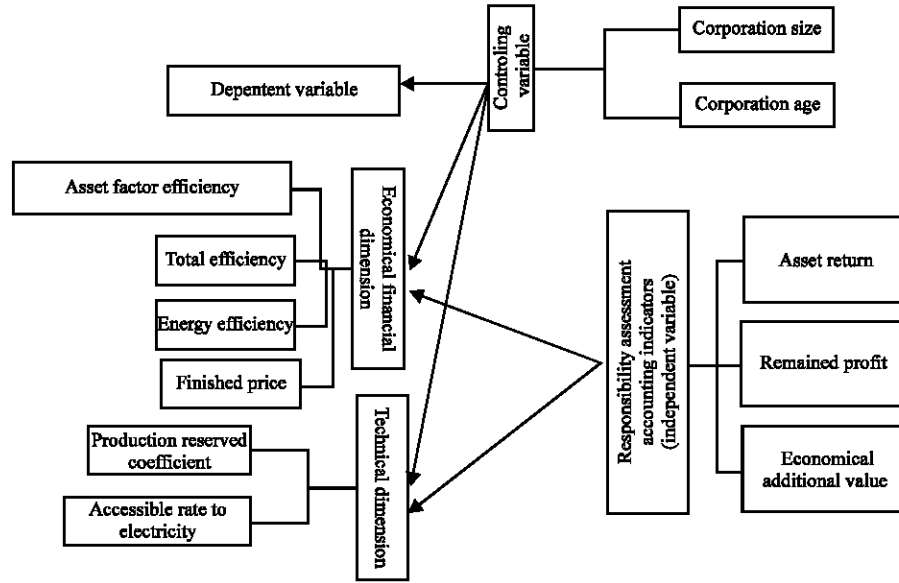 Corporation size
Controling
variable
Depentent variable
Corporation age
Asset factor efficiency
Total efficiency
Energy efficiency
Finished price
Economical financial
dimension
Responsibility assessment
accounting indicators
(independent variable)
Asset return
Remained profit
Economical
additional value
Production reserved
coefficient
Accessible rate to
electricity
Technical dimension